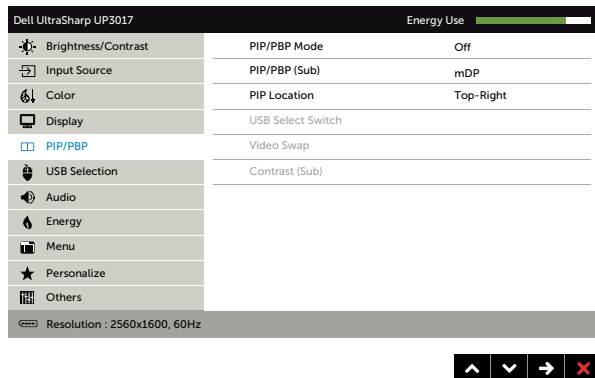 Dell UltraSharp UP3017 Energy Use
Brightness/Contrast PIP/PBP Mode Off
Input Source PIP/PBP (Sub) mDP
Color PIP Location Top-Right
Display USB Select Switch
PIP/PBP Video Swap
USB Selection Contrast (Sub)
Audio
Energy
Menu
Personalize
Others
Resolution : 2560x1600, 60Hz